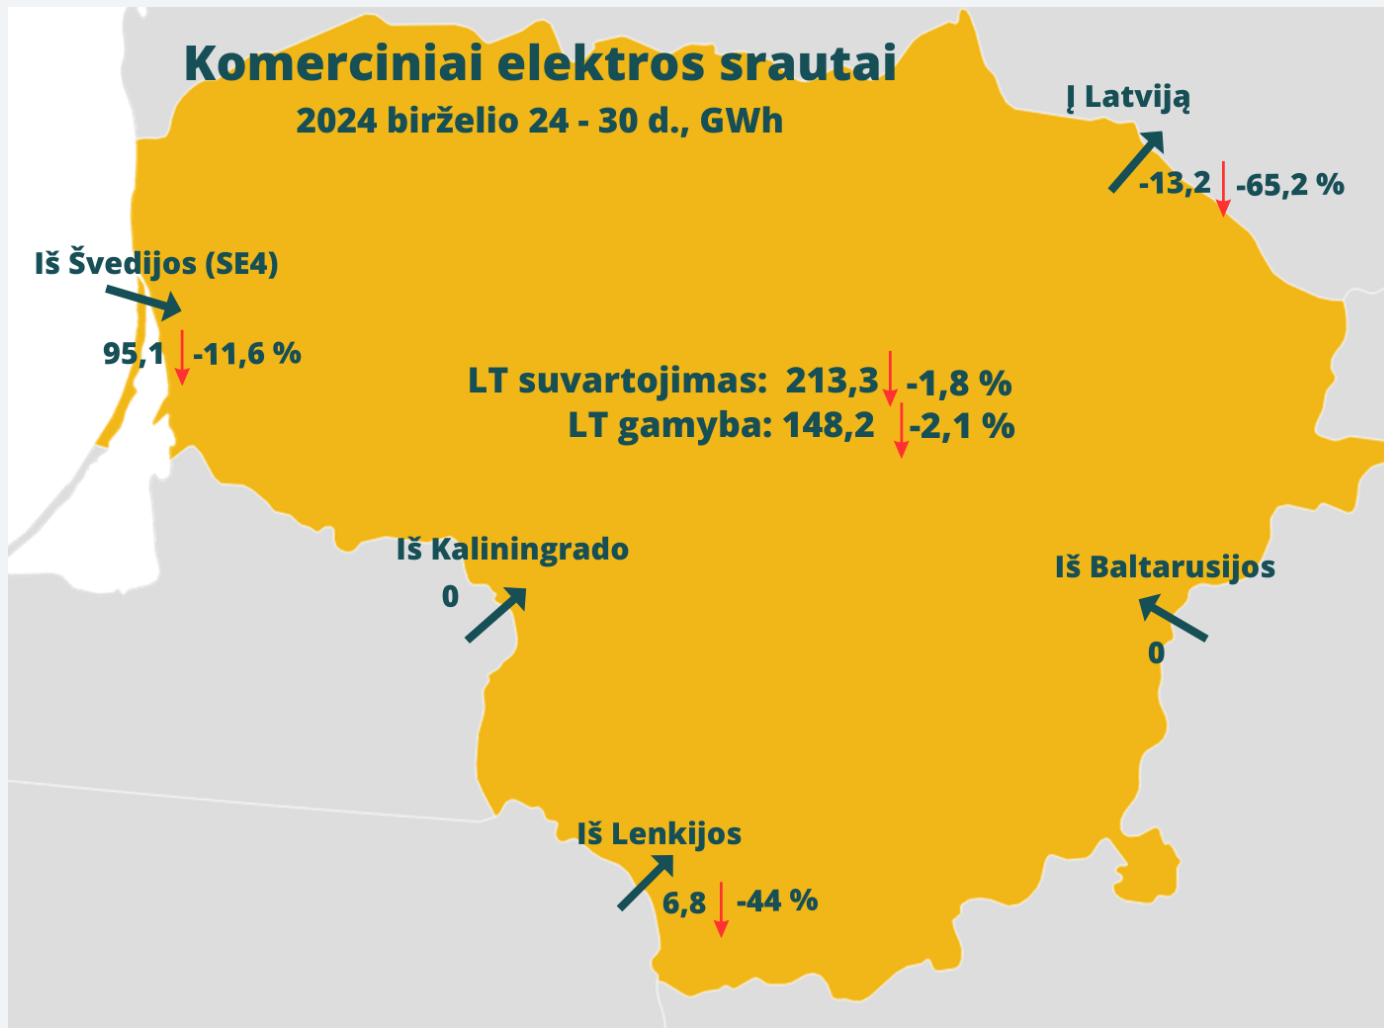 Komerciniai elektros srautai
2024 birželio 24 - 30 d., GWh
Į Latviją
-13,2 -65,2 %
Iš Švedijos (SE4)
95,1 -11,6 %
LT suvartojimas: 213,3 -1,8 %
LT gamyba: 148,2 -2,1 %
Iš Kaliningrado
0
Iš Baltarusijos
0
Iš Lenkijos
6,8 -44 %